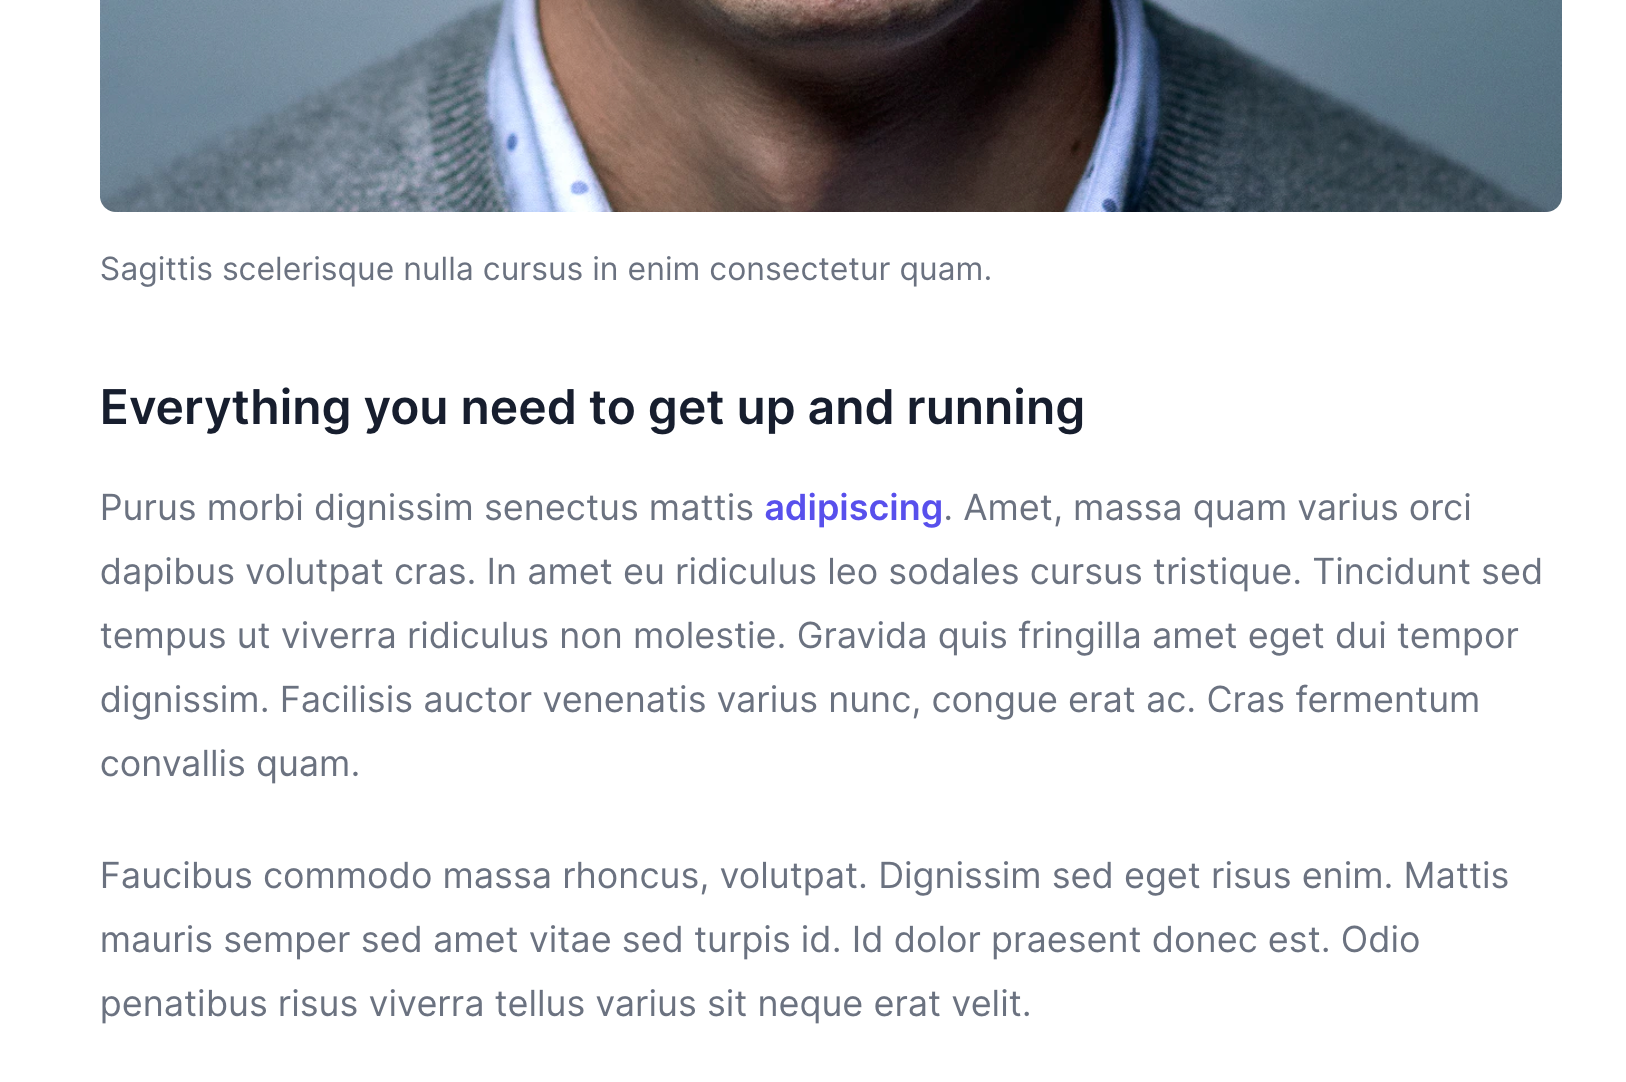 Sagittis scelerisque nulla cursus in enim consectetur quam.
Everything you need to get up and running
Purus morbi dignissim senectus mattis adipiscing. Amet, massa quam varius orci
dapibus volutpat cras. In amet eu ridiculus leo sodales cursus tristique. Tincidunt sed
tempus ut viverra ridiculus non molestie. Gravida quis fringilla amet eget dui tempor
dignissim. Facilisis auctor venenatis varius nunc, congue erat ac. Cras fermentum
convallis quam.
Faucibus commodo massa rhoncus, volutpat. Dignissim sed eget risus enim. Mattis
mauris semper sed amet vitae sed turpis id. Id dolor praesent donec est. Odio
penatibus risus viverra tellus varius sit neque erat velit.